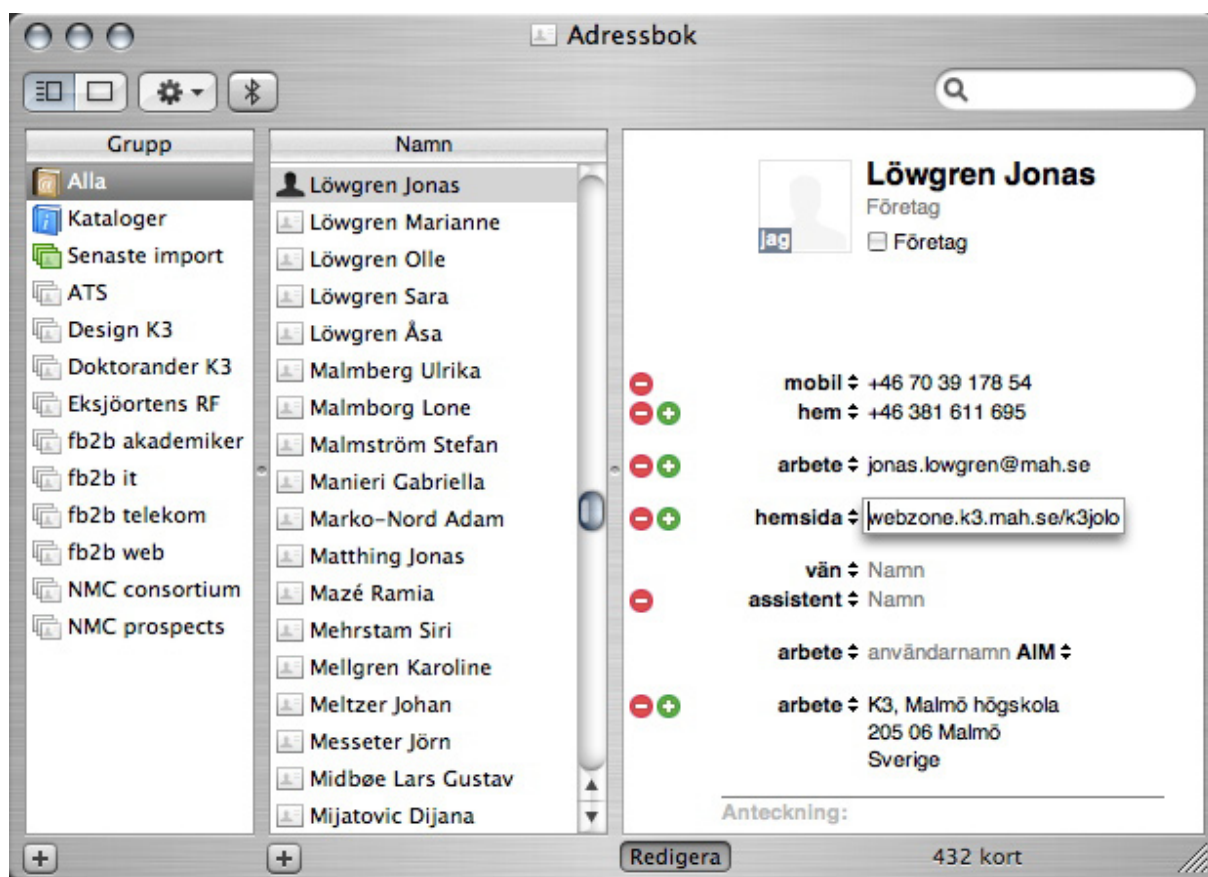 Adressbok
Grupp
Alla
Kataloger
Senaste import
ATS
Design K3
Doktorander K3
Eksjöortens RF
fb2b akademiker
fb2b it
fb2b telekom
fb2b web
NMC consortium
NMC prospects
Namn
Löwgren Jonas
Löwgren Marianne
Löwgren Olle
Löwgren Sara
Löwgren Åsa
Malmberg Ulrika
Malmborg Lone
Malmström Stefan
Manieri Gabriella
Marko-Nord Adam
Matthing Jonas
Mazé Ramia
Mehrstam Siri
Mellgren Karoline
Meltzer Johan
Messeter Jörn
Midbøe Lars Gustav
Mijatovic Dijana
Löwgren Jonas
Företag
jag
Företag
mobil +46 70 39 178 54
hem +46 381 611 695
arbete jonas.lowgren@mah.se
hemsida webzone.k3.mah.se/k3jolo
vän Namn
assistent Namn
arbete användarnamn AIM
arbete K3, Malmö högskola
205 06 Malmö
Sverige
Anteckning:
Redigera
432 kort